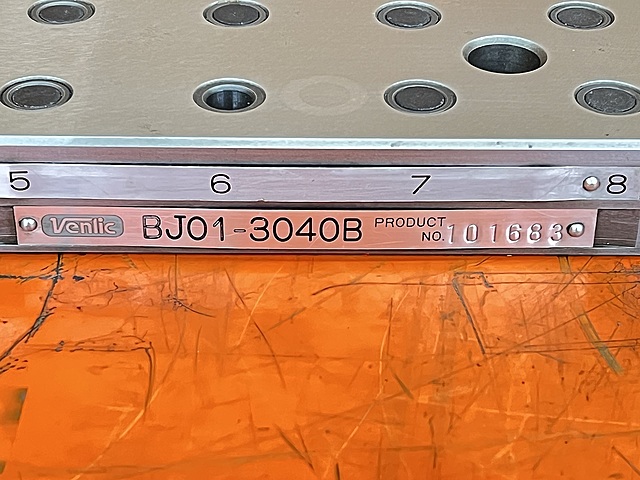 5 6 7 8
Venlic BJ01-3040B PRODUCT
NO. 101683